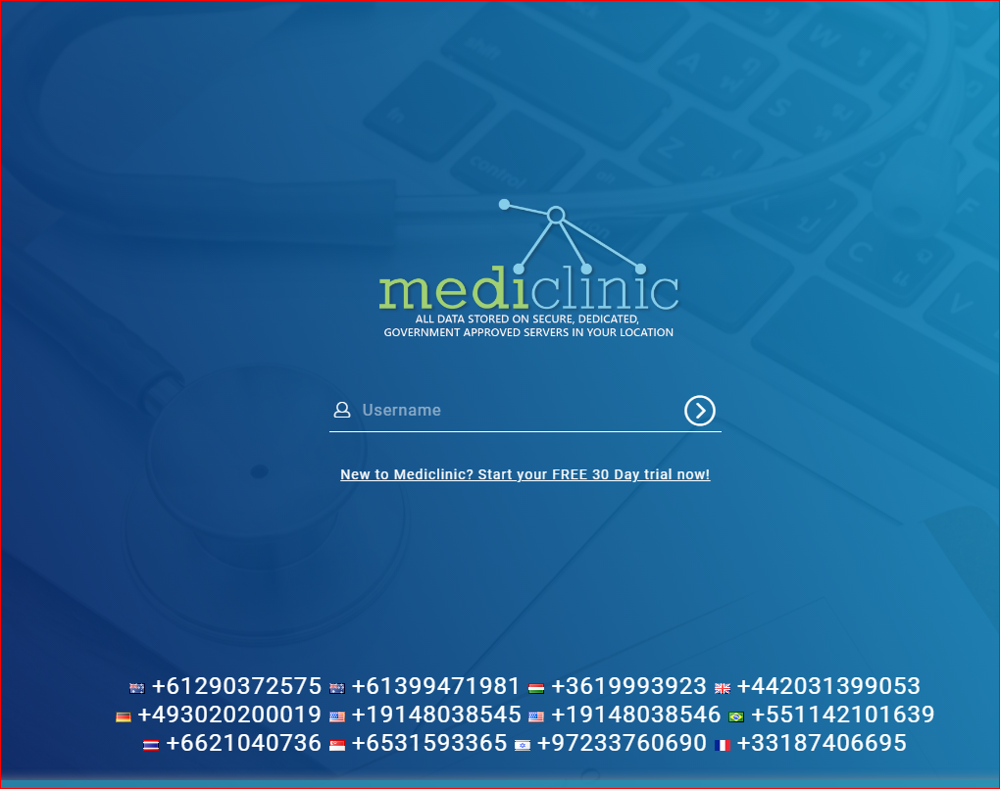 mediclinic
ALL DATA STORED ON SECURE, DEDICATED,
GOVERNMENT APPROVED SERVERS IN YOUR LOCATION
Username
New to Mediclinic? Start your FREE 30 Day trial now!
+61290372575 +61399471981 +3619993923 +442031399053
+493020200019 +19148038545 +19148038546 +551142101639
+6621040736 +6531593365 +97233760690 +33187406695